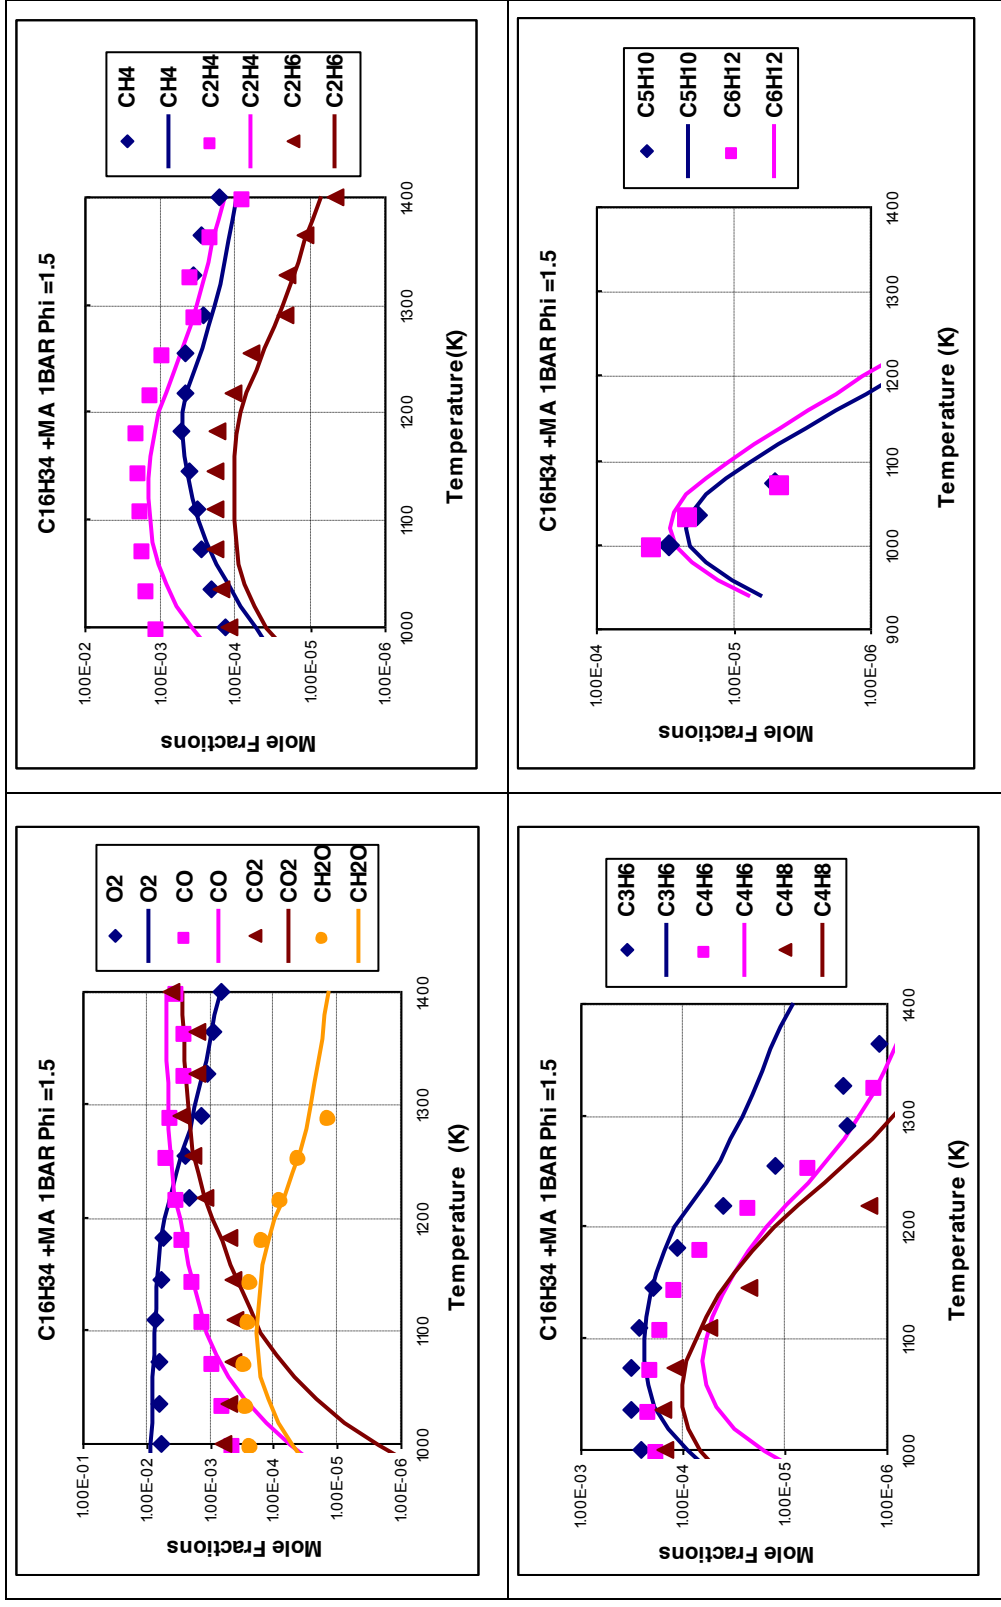 C16H34 +MA 1BAR Phi =1.5
Mole Fractions
1.00E-01
1.00E-02
1.00E-03
1.00E-04
1.00E-05
1.00E-06
1000
1100
1200
1300
1400
Temperature (K)
O2
O2
CO
CO
CO2
CO2
CH2O
CH2O
C16H34 +MA 1BAR Phi =1.5
Mole Fractions
1.00E-02
1.00E-03
1.00E-04
1.00E-05
1.00E-06
1000
1100
1200
1300
1400
Temperature(K)
CH4
CH4
C2H4
C2H4
C2H6
C2H6
C16H34 +MA 1BAR Phi =1.5
Mole Fractions
1.00E-03
1.00E-04
1.00E-05
1.00E-06
1000
1100
1200
1300
1400
Temperature (K)
C3H6
C3H6
C4H6
C4H6
C4H8
C4H8
C16H34 +MA 1BAR Phi =1.5
Mole Fractions
1.00E-04
1.00E-05
1.00E-06
900
1000
1100
1200
1300
1400
Temperature (K)
C5H10
C5H10
C6H12
C6H12